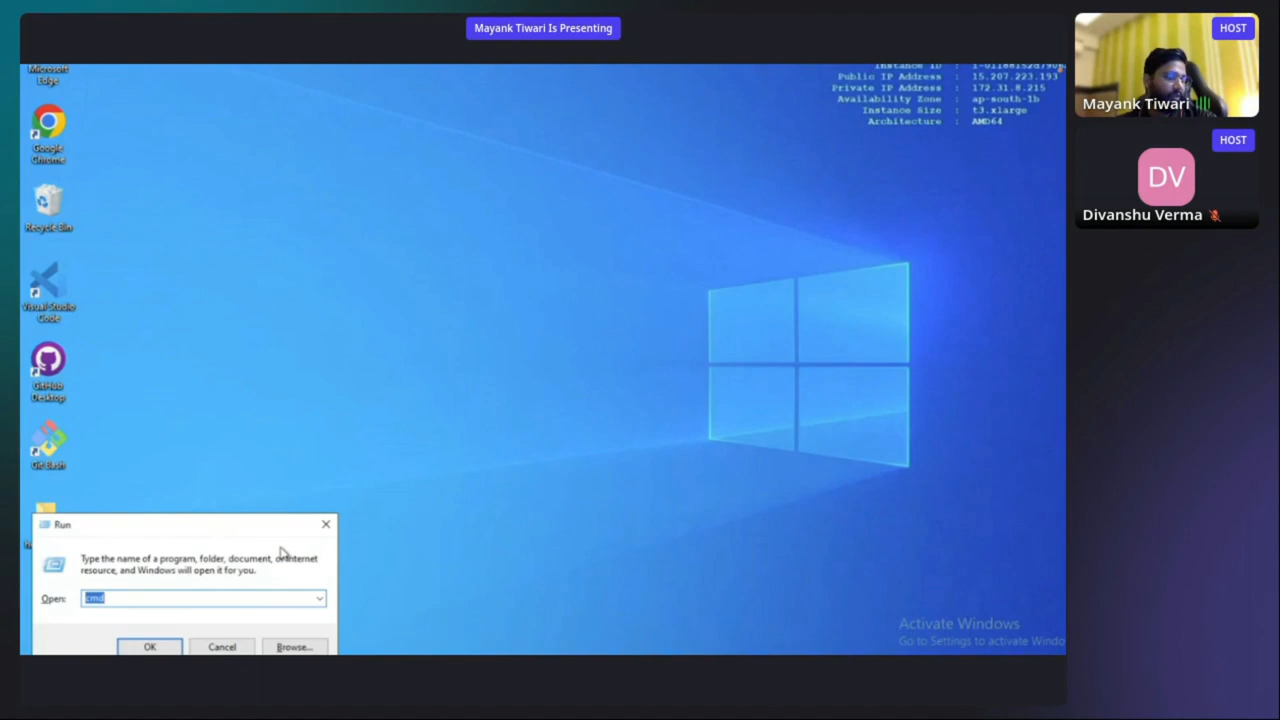 Mayank Tiwari Is Presenting
HOST
Mayank Tiwari
HOST
DV
Divanshu Verma
Microsoft
Edge
Google
Chrome
Recycle Bin
Visual Studio
Code
GitHub
Desktop
Git Bash
Instance ID :
Public IP Address : 15.207.223.193
Private IP Address : 172.31.8.215
Availability Zone : ap-south-1b
Instance Size : t3.xlarge
Architecture : AMD64
Run
Type the name of a program, folder, document, or Internet
resource, and Windows will open it for you.
Open: cmd
OK Cancel Browse...
Activate Windows
Go to Settings to activate Windo